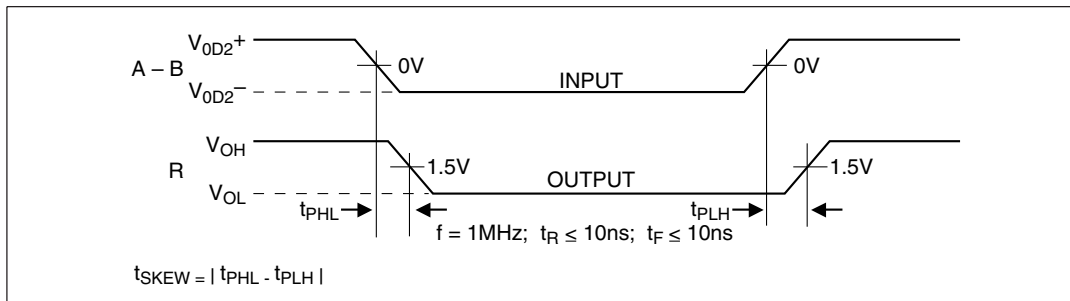 V0D2+
A – B
0V
0V
V0D2–
INPUT
VOH
R
1.5V
1.5V
VOL
OUTPUT
tPHL
tPLH
f = 1MHz; tR ≤ 10ns; tF ≤ 10ns
tSKEW = | tPHL - tPLH |